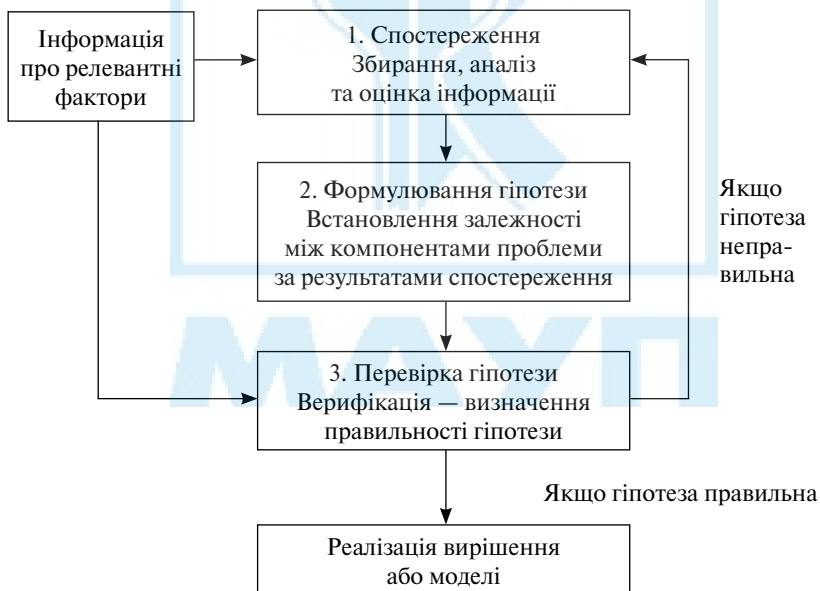 Інформація
про релевантні
фактори
1. Спостереження
Збирання, аналіз
та оцінка інформації
2. Формулювання гіпотези
Встановлення залежності
між компонентами проблеми
за результатами спостереження
Якщо
гіпотеза
непра-
вильна
3. Перевірка гіпотези
Верифікація — визначення
правильності гіпотези
Якщо гіпотеза правильна
Реалізація вирішення
або моделі
МАУП